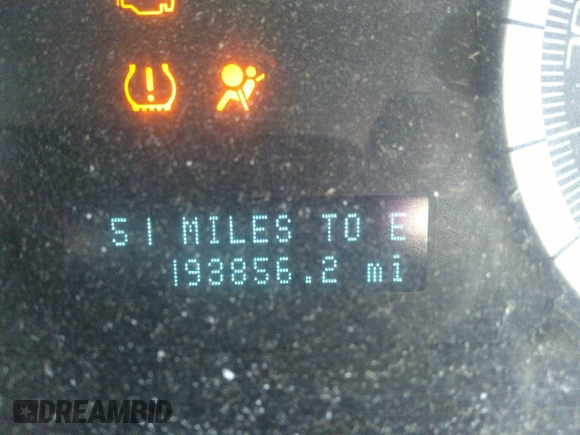 51 MILES TO E
193856.2 mi
DREAMBID